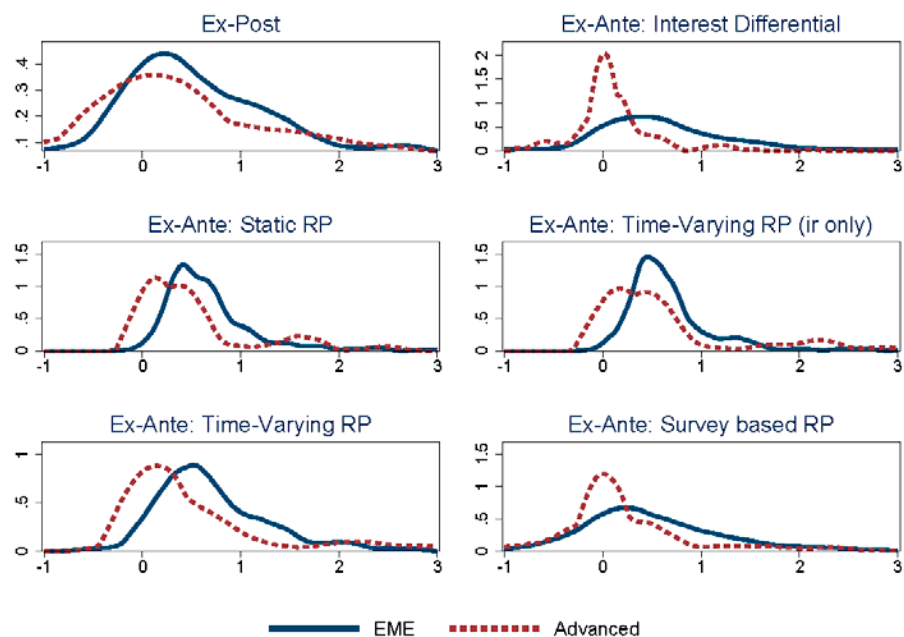 Ex-Post
.4
.3
.2
.1
-1 0 1 2 3
Ex-Ante: Interest Differential
2
1.5
1
.5
0
-1 0 1 2 3
Ex-Ante: Static RP
1.5
1
.5
0
-1 0 1 2 3
Ex-Ante: Time-Varying RP (ir only)
1.5
1
.5
0
-1 0 1 2 3
Ex-Ante: Time-Varying RP
1
.5
0
-1 0 1 2 3
Ex-Ante: Survey based RP
1.5
1
.5
0
-1 0 1 2 3
EME Advanced